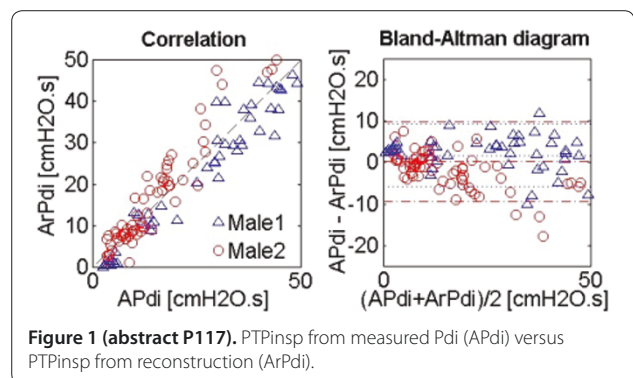 Correlation
50
40
30
20
10
0
ArPdi [cmH2O.s]
Male1
Male2
0
50
APdi [cmH2O.s]
Bland-Altman diagram
20
10
0
-10
-20
APdi - ArPdi [cmH2O.s]
0
50
(APdi+ArPdi)/2 [cmH2O.s]
Figure 1 (abstract P117). PTPinsp from measured Pdi (APdi) versus
PTPinsp from reconstruction (ArPdi).